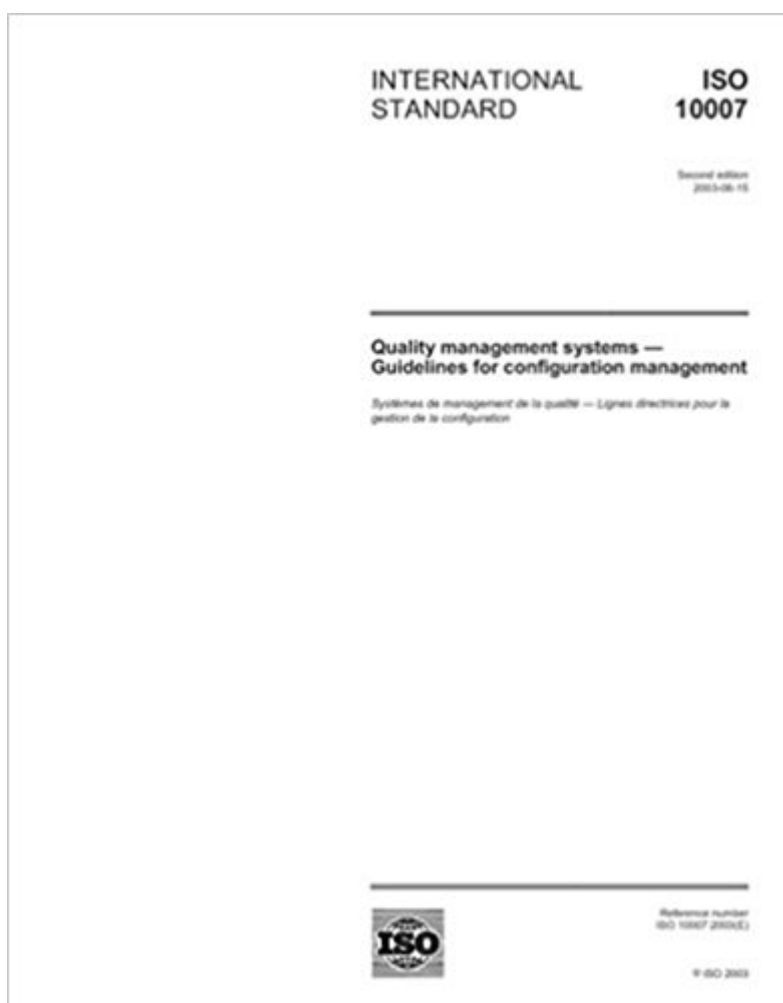 INTERNATIONAL
STANDARD
ISO
10007
Second edition
2003-06-15
Quality management systems —
Guidelines for configuration management
Systèmes de management de la qualité — Lignes directrices pour la
gestion de la configuration
ISO
Reference number
ISO 10007:2003(E)
© ISO 2003